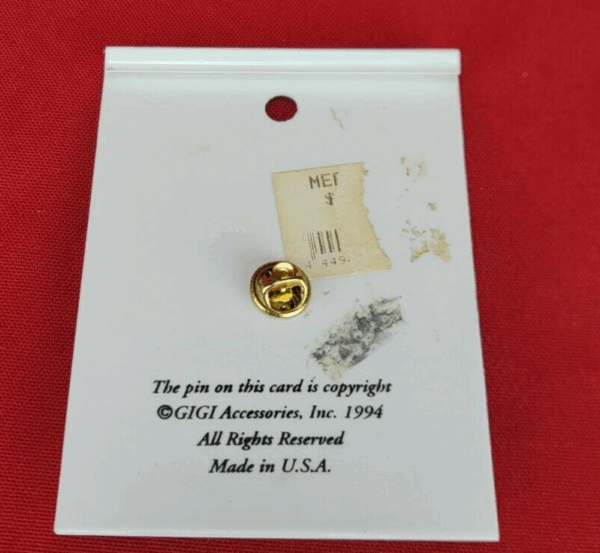 MEI
$
449
The pin on this card is copyright
©GIGI Accessories, Inc. 1994
All Rights Reserved
Made in U.S.A.